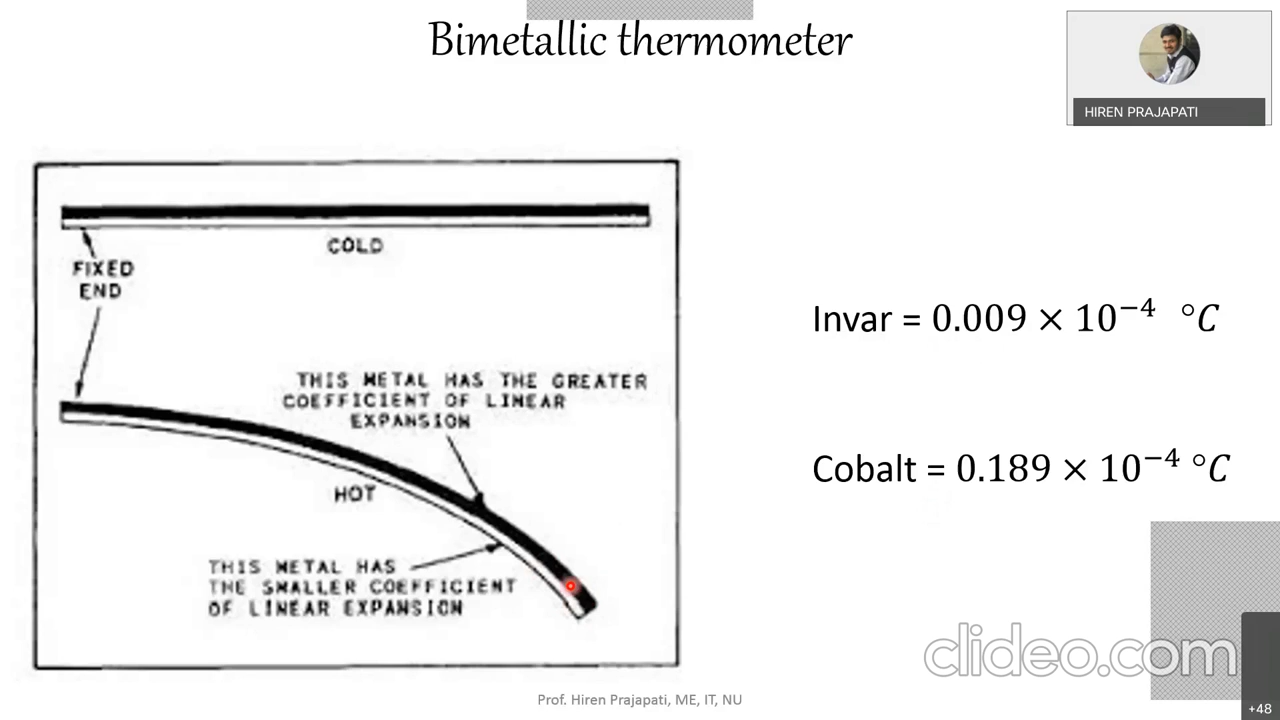 Bimetallic thermometer
HIREN PRAJAPATI
COLD
FIXED
END
THIS METAL HAS THE GREATER
COEFFICIENT OF LINEAR
EXPANSION
HOT
THIS METAL HAS
THE SMALLER COEFFICIENT
OF LINEAR EXPANSION
Invar = 0.009 × 10⁻⁴ °C
Cobalt = 0.189 × 10⁻⁴ °C
clideo.com
Prof. Hiren Prajapati, ME, IT, NU
+48